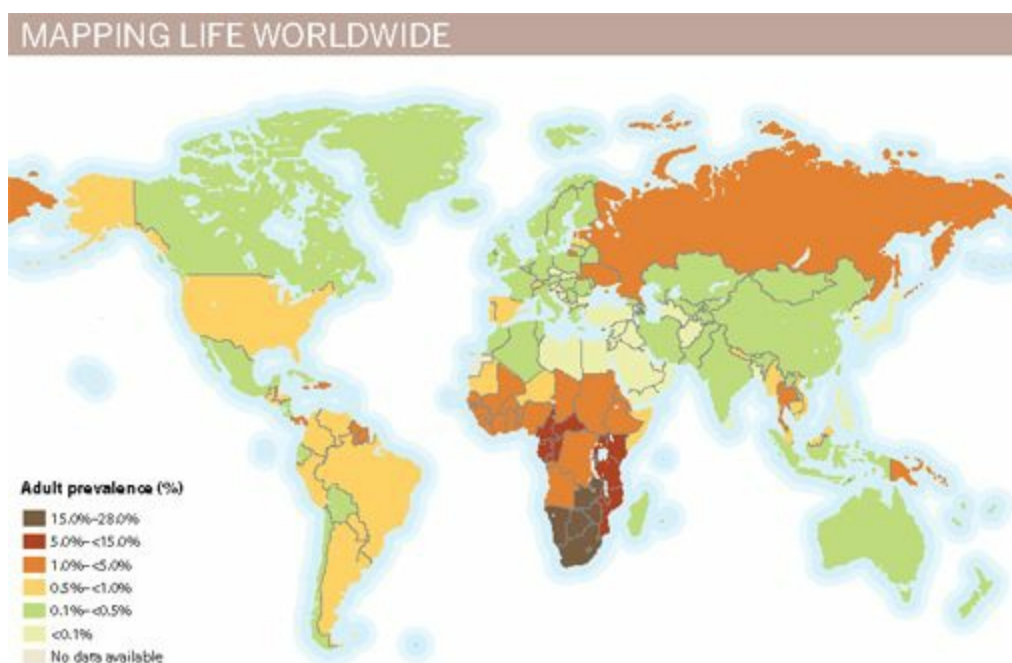 MAPPING LIFE WORLDWIDE
Adult prevalence (%)
15.0%–28.0%
5.0%–<15.0%
1.0%–<5.0%
0.5%–<1.0%
0.1%–<0.5%
<0.1%
No data available